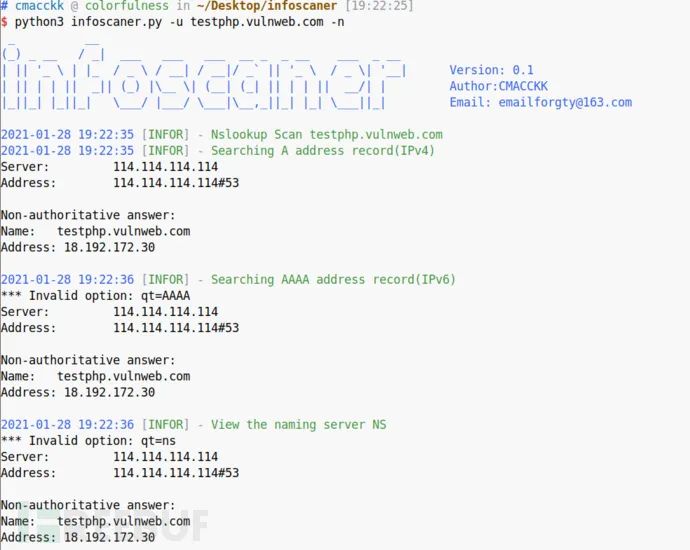 # cmacckk @ colorfulness in ~/Desktop/infoscaner [19:22:25]
$ python3 infoscaner.py -u testphp.vulnweb.com -n
infoscaner
Version: 0.1
Author:CMACCKK
Email: emailforgty@163.com
2021-01-28 19:22:35 [INFOR] - Nslookup Scan testphp.vulnweb.com
2021-01-28 19:22:35 [INFOR] - Searching A address record(IPv4)
Server: 114.114.114.114
Address: 114.114.114.114#53
Non-authoritative answer:
Name: testphp.vulnweb.com
Address: 18.192.172.30
2021-01-28 19:22:36 [INFOR] - Searching AAAA address record(IPv6)
*** Invalid option: qt=AAAA
Server: 114.114.114.114
Address: 114.114.114.114#53
Non-authoritative answer:
Name: testphp.vulnweb.com
Address: 18.192.172.30
2021-01-28 19:22:36 [INFOR] - View the naming server NS
*** Invalid option: qt=ns
Server: 114.114.114.114
Address: 114.114.114.114#53
Non-authoritative answer:
Name: testphp.vulnweb.com
Address: 18.192.172.30
FREEBUF